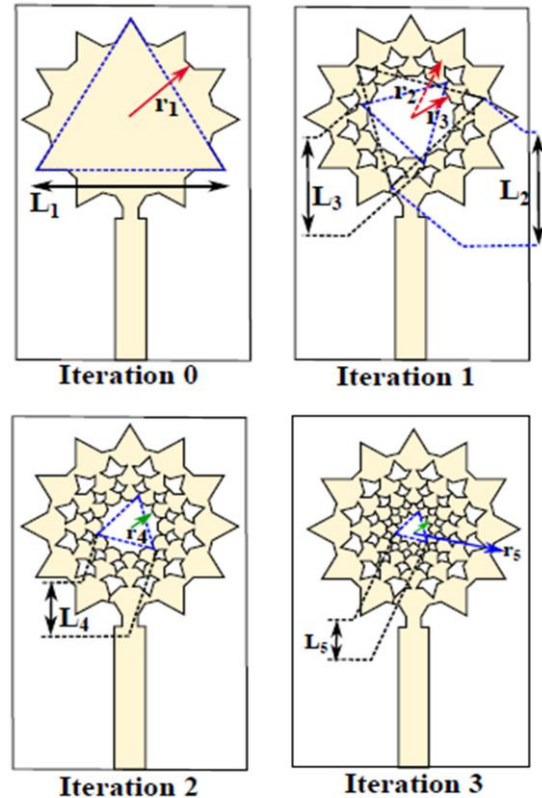 r1
L1
Iteration 0
r2
r3
L3
L2
Iteration 1
r4
L4
Iteration 2
r5
L5
Iteration 3